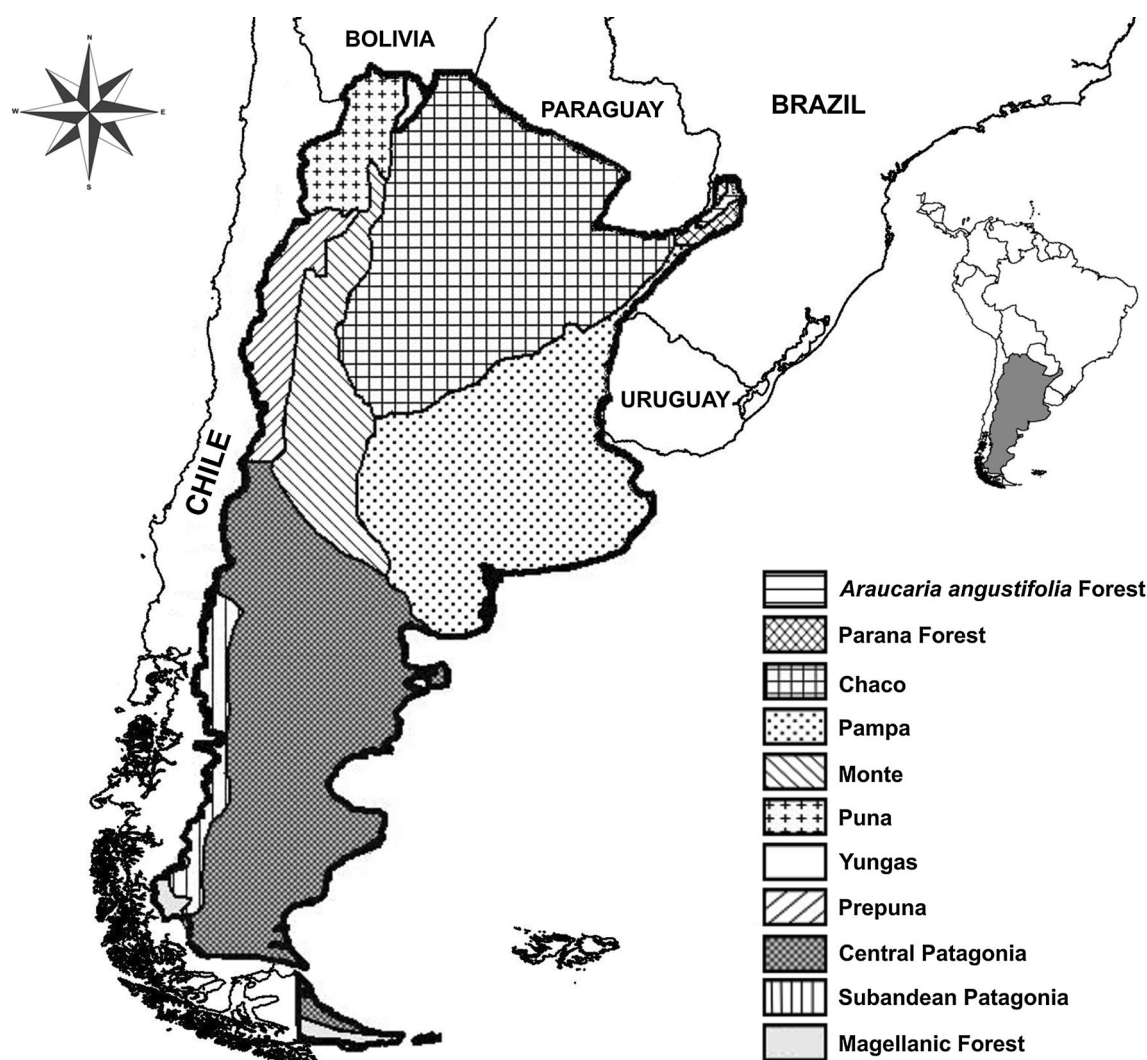 BOLIVIA
PARAGUAY
BRAZIL
N
W
E
S
URUGUAY
CHILE
Araucaria angustifolia Forest
Parana Forest
Chaco
Pampa
Monte
Puna
Yungas
Prepuna
Central Patagonia
Subandean Patagonia
Magellanic Forest